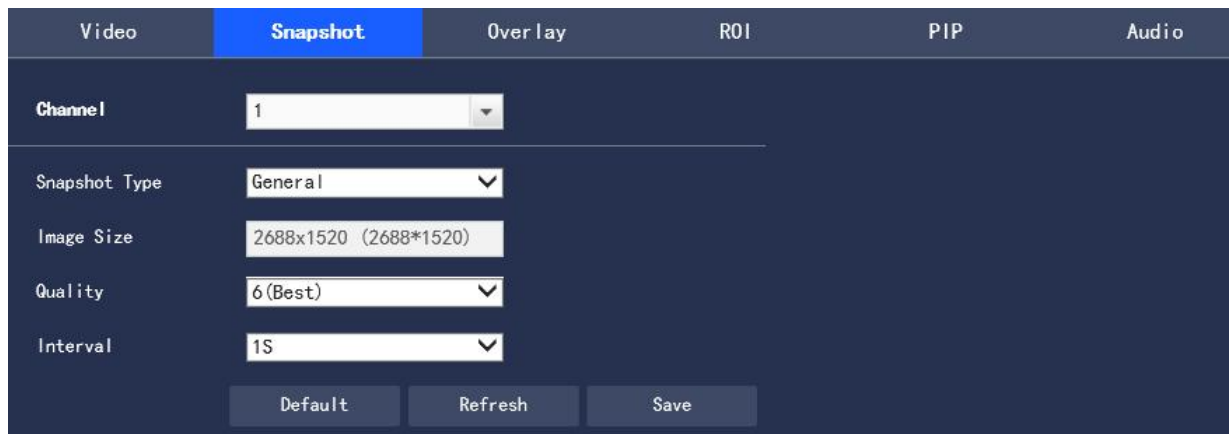 Video Snapshot Overlay ROI PIP Audio
Channel 1
Snapshot Type General
Image Size 2688x1520 (2688*1520)
Quality 6(Best)
Interval 1S
Default Refresh Save